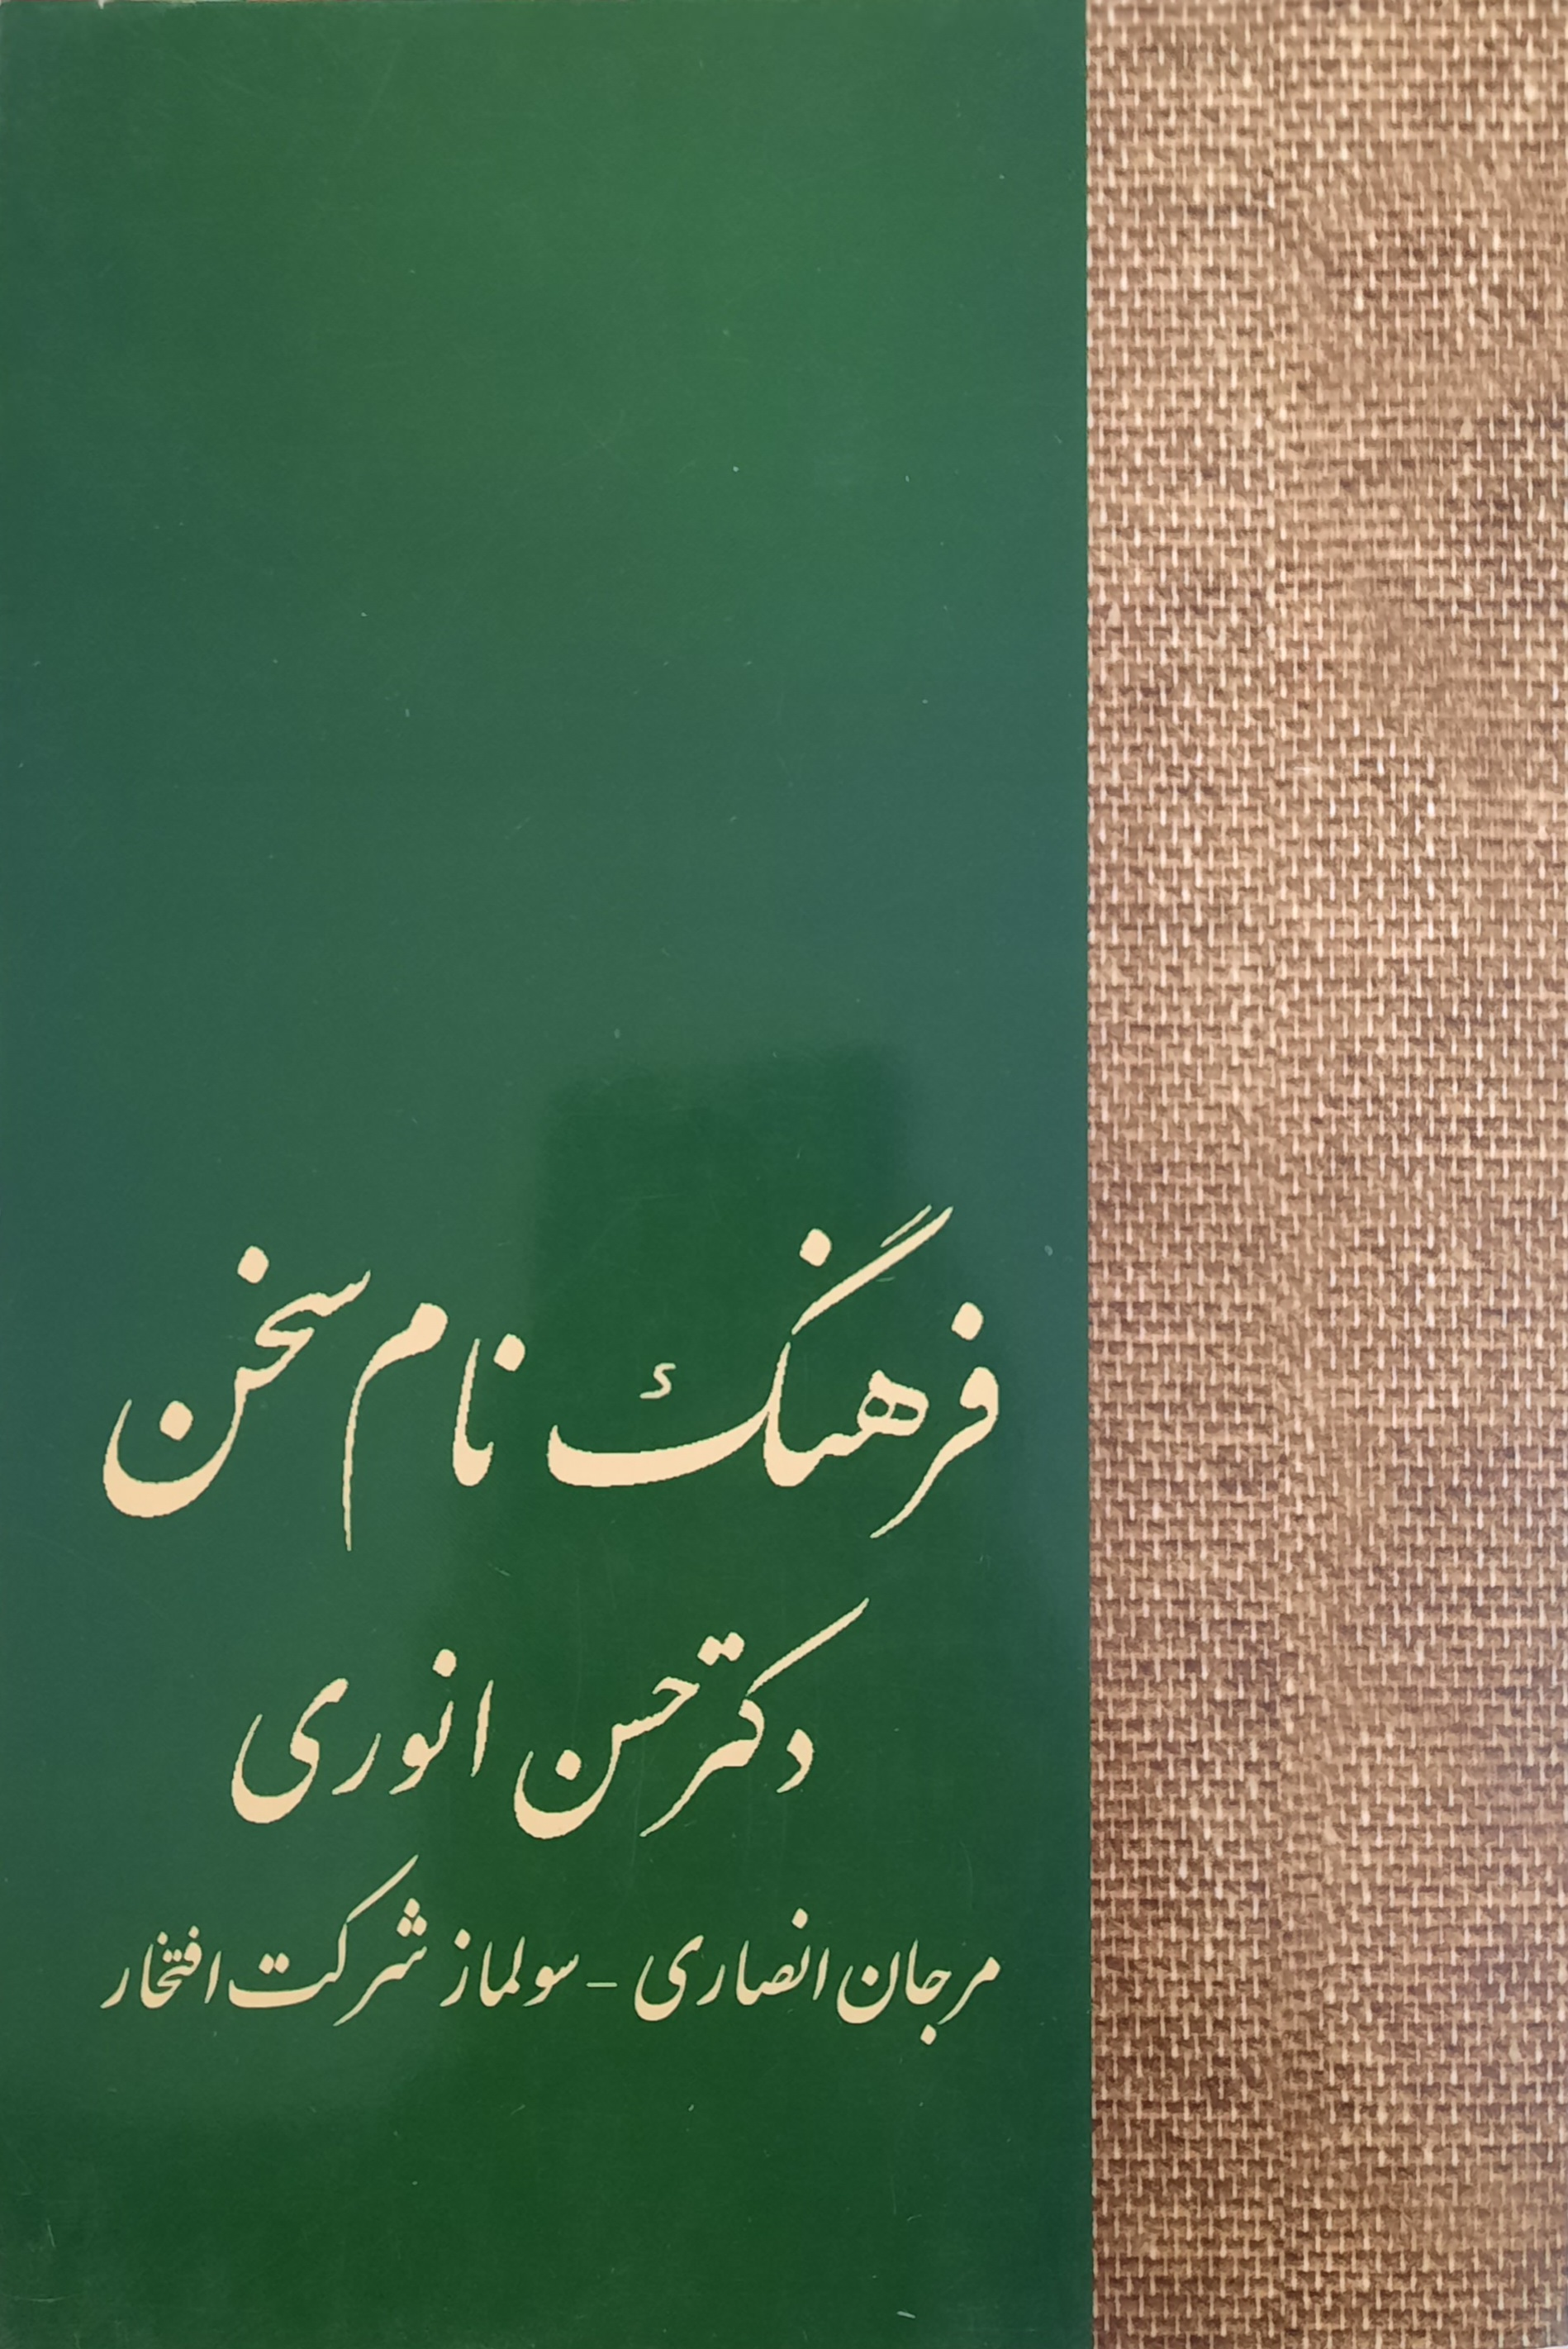 فرهنگ نام سخن
دکتر حسن انوری
مرجان انصاری - سولماز شرکت افتخار